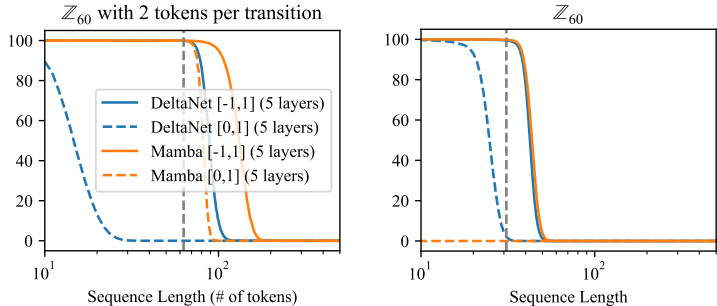 ℤ₆₀ with 2 tokens per transition
100
80
60
40
20
0
DeltaNet [-1,1] (5 layers)
DeltaNet [0,1] (5 layers)
Mamba [-1,1] (5 layers)
Mamba [0,1] (5 layers)
10¹
10²
Sequence Length (# of tokens)
ℤ₆₀
100
80
60
40
20
0
10¹
10²
Sequence Length